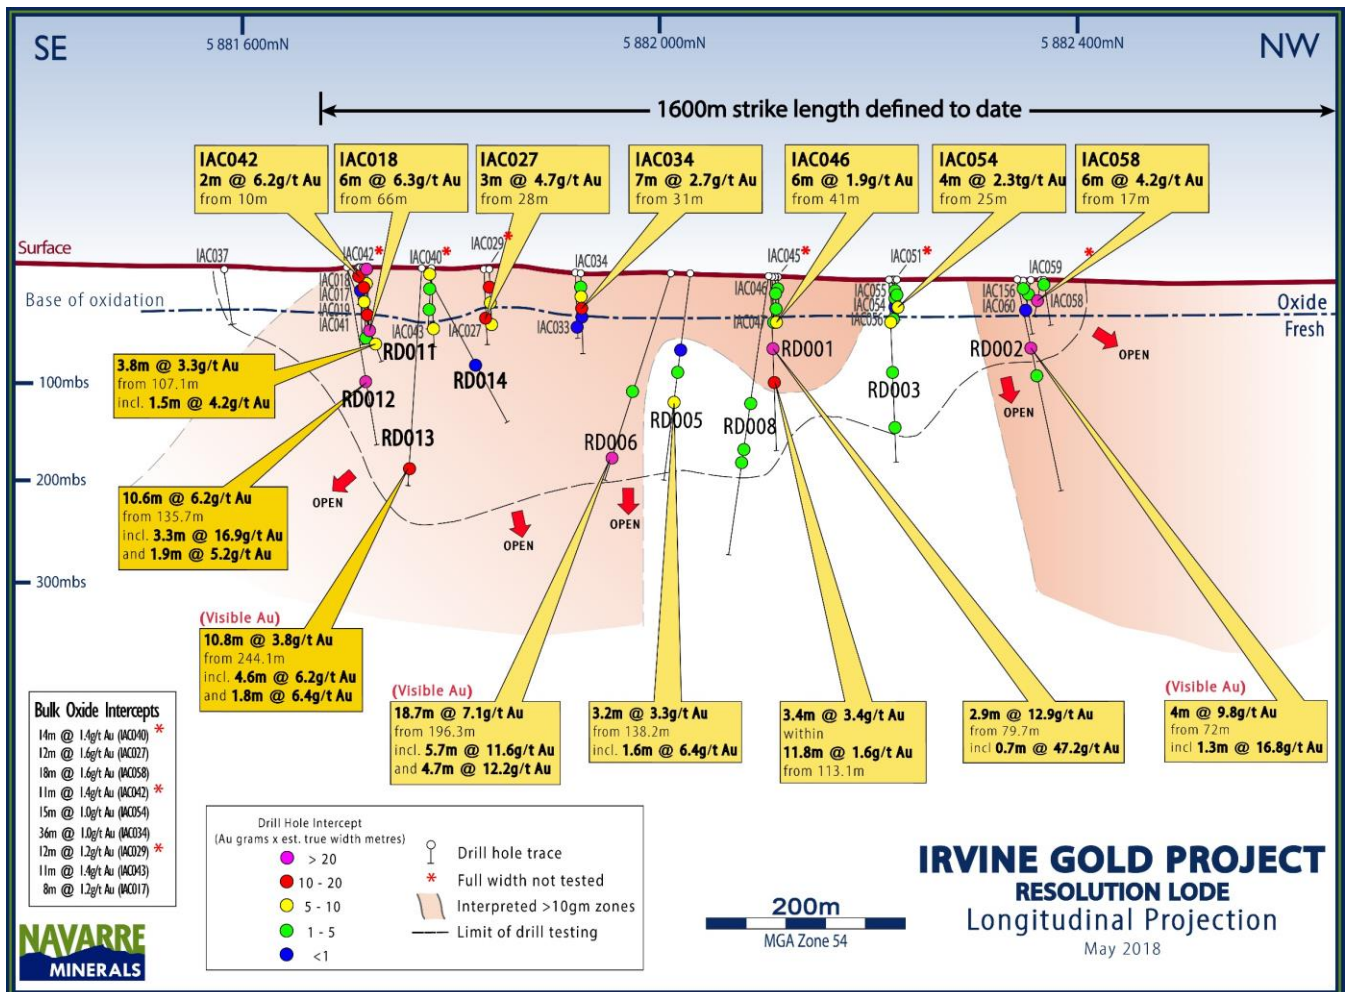 SE
5 881 600mN
5 882 000mN
5 882 400mN
NW
1600m strike length defined to date
IAC042
2m @ 6.2g/t Au
from 10m
IAC018
6m @ 6.3g/t Au
from 66m
IAC027
3m @ 4.7g/t Au
from 28m
IAC034
7m @ 2.7g/t Au
from 31m
IAC046
6m @ 1.9g/t Au
from 41m
IAC054
4m @ 2.3tg/t Au
from 25m
IAC058
6m @ 4.2g/t Au
from 17m
Surface
IAC037
IAC042*
IAC040*
IAC029*
IAC034
IAC045*
IAC051*
*
IAC059
IAC018
IAC017
IAC019
IAC041
IAC043
IAC027
IAC033
IAC046
IAC047
IAC055
IAC054
IAC056
IAC156
IAC060
IAC058
Base of oxidation
Oxide
Fresh
RD011
RD012
RD013
RD014
RD006
RD005
RD008
RD001
RD003
RD002
100mbs
200mbs
300mbs
OPEN
OPEN
OPEN
OPEN
OPEN
3.8m @ 3.3g/t Au
from 107.1m
incl. 1.5m @ 4.2g/t Au
10.6m @ 6.2g/t Au
from 135.7m
incl. 3.3m @ 16.9g/t Au
and 1.9m @ 5.2g/t Au
(Visible Au)
10.8m @ 3.8g/t Au
from 244.1m
incl. 4.6m @ 6.2g/t Au
and 1.8m @ 6.4g/t Au
(Visible Au)
18.7m @ 7.1g/t Au
from 196.3m
incl. 5.7m @ 11.6g/t Au
and 4.7m @ 12.2g/t Au
3.2m @ 3.3g/t Au
from 138.2m
incl. 1.6m @ 6.4g/t Au
3.4m @ 3.4g/t Au
within
11.8m @ 1.6g/t Au
from 113.1m
2.9m @ 12.9g/t Au
from 79.7m
incl 0.7m @ 47.2g/t Au
(Visible Au)
4m @ 9.8g/t Au
from 72m
incl 1.3m @ 16.8g/t Au
Bulk Oxide Intercepts
14m @ 1.4g/t Au (IAC040) *
12m @ 1.6g/t Au (IAC027)
18m @ 1.6g/t Au (IAC058)
11m @ 1.4g/t Au (IAC042) *
15m @ 1.0g/t Au (IAC054)
36m @ 1.0g/t Au (IAC034)
12m @ 1.2g/t Au (IAC029) *
11m @ 1.4g/t Au (IAC043)
8m @ 1.2g/t Au (IAC017)
NAVARRE
MINERALS
Drill Hole Intercept
(Au grams x est. true width metres)
> 20
10 - 20
5 - 10
1 - 5
<1
Drill hole trace
* Full width not tested
Interpreted >10gm zones
Limit of drill testing
200m
MGA Zone 54
IRVINE GOLD PROJECT
RESOLUTION LODE
Longitudinal Projection
May 2018